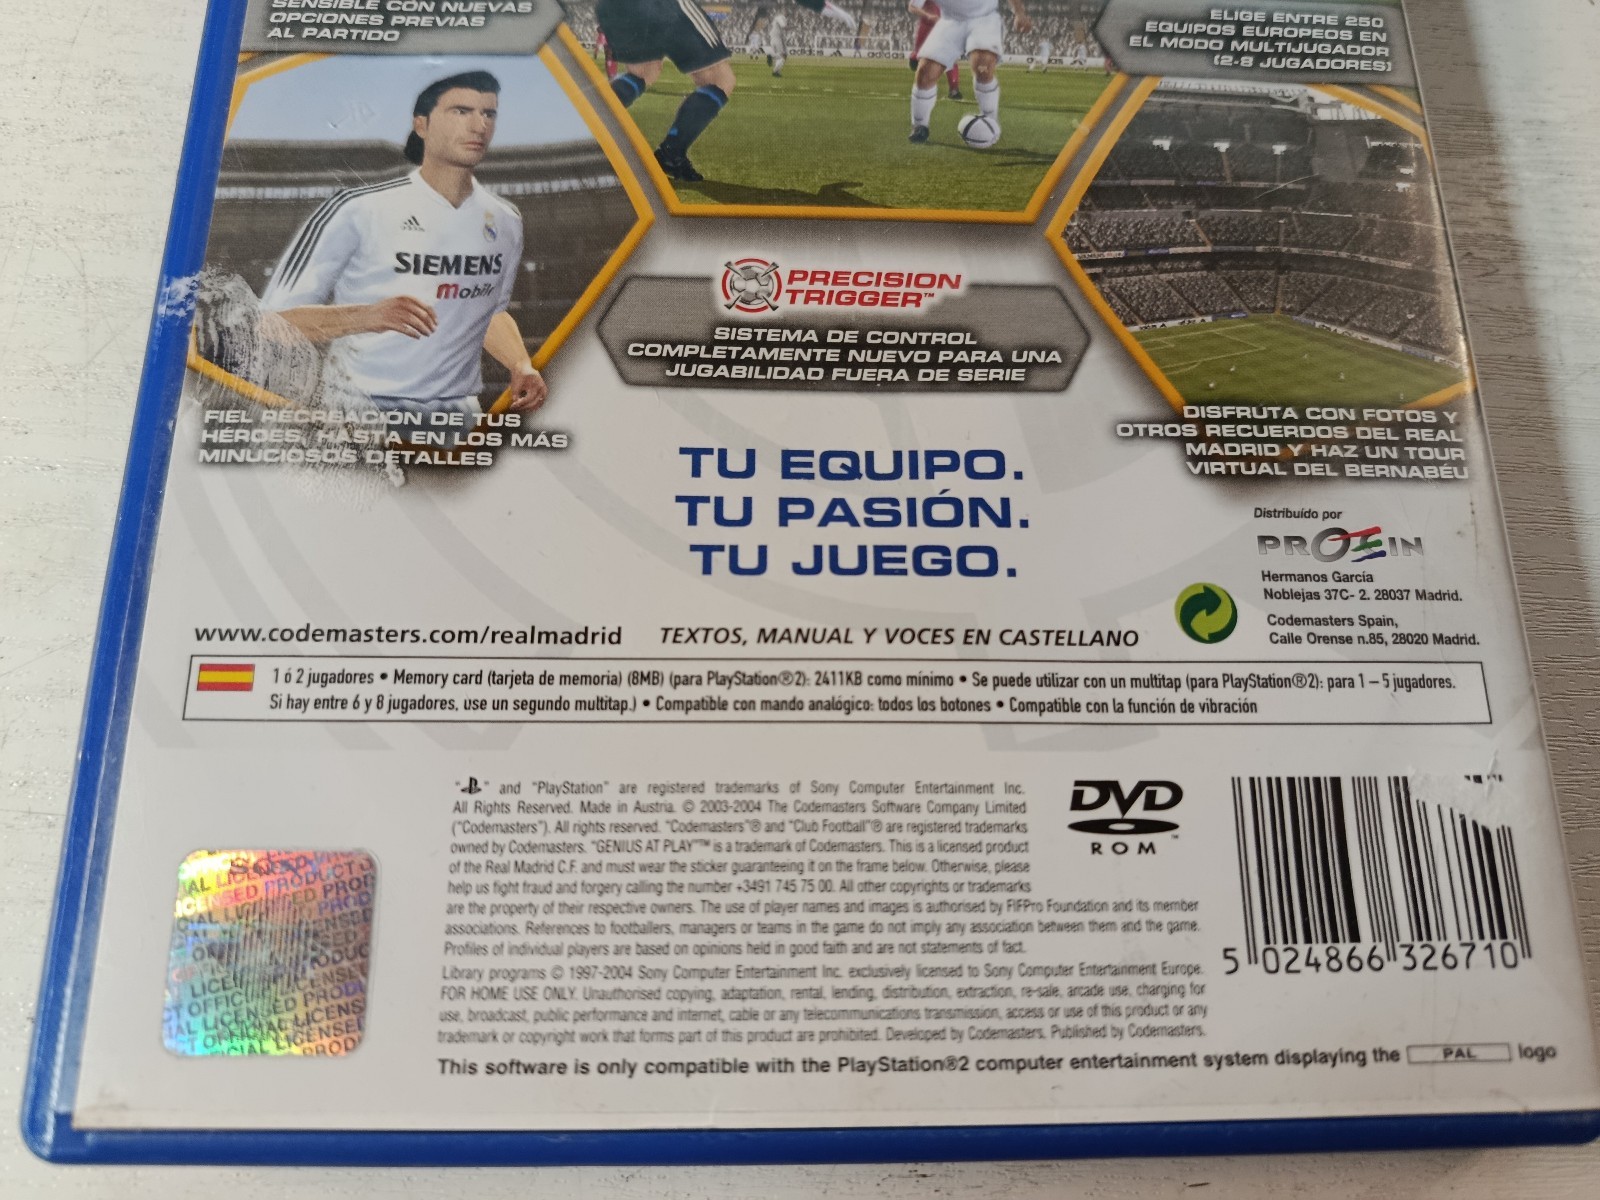 SENSIBLE CON NUEVAS
OPCIONES PREVIAS
AL PARTIDO
ELIGE ENTRE 250
EQUIPOS EUROPEOS EN
EL MODO MULTIJUGADOR
(2-8 JUGADORES)
adidas
SIEMENS
mobile
PRECISION
TRIGGER™
SISTEMA DE CONTROL
COMPLETAMENTE NUEVO PARA UNA
JUGABILIDAD FUERA DE SERIE
FIEL RECREACIÓN DE TUS
HÉROES, HASTA EN LOS MÁS
MINUCIOSOS DETALLES
DISFRUTA CON FOTOS Y
OTROS RECUERDOS DEL REAL
MADRID Y HAZ UN TOUR
VIRTUAL DEL BERNABÉU
TU EQUIPO.
TU PASIÓN.
TU JUEGO.
Distribuído por
PROEIN
Hermanos García
Noblejas 37C- 2. 28037 Madrid.
Codemasters Spain,
Calle Orense n.85, 28020 Madrid.
www.codemasters.com/realmadrid TEXTOS, MANUAL Y VOCES EN CASTELLANO
1 ó 2 jugadores • Memory card (tarjeta de memoria) (8MB) (para PlayStation®2): 2411KB como mínimo • Se puede utilizar con un multitap (para PlayStation®2): para 1 – 5 jugadores.
Si hay entre 6 y 8 jugadores, use un segundo multitap.) • Compatible con mando analógico: todos los botones • Compatible con la función de vibración
" " and "PlayStation" are registered trademarks of Sony Computer Entertainment Inc.
All Rights Reserved. Made in Austria. © 2003-2004 The Codemasters Software Company Limited
("Codemasters"). All rights reserved. "Codemasters"® and "Club Football"® are registered trademarks
owned by Codemasters. "GENIUS AT PLAY"™ is a trademark of Codemasters. This is a licensed product
of the Real Madrid C.F. and must wear the sticker guaranteeing it on the frame below. Otherwise, please
help us fight fraud and forgery calling the number +3491 745 75 00. All other copyrights or trademarks
are the property of their respective owners. The use of player names and images is authorised by FIFPro Foundation and its member
associations. References to footballers, managers or teams in the game do not imply any association between them and the game.
Profiles of individual players are based on opinions held in good faith and are not statements of fact.
Library programs © 1997-2004 Sony Computer Entertainment Inc. exclusively licensed to Sony Computer Entertainment Europe.
FOR HOME USE ONLY. Unauthorised copying, adaptation, rental, lending, distribution, extraction, re-sale, arcade use, charging for
use, broadcast, public performance and internet, cable or any telecommunications transmission, access or use of this product or any
trademark or copyright work that forms part of this product are prohibited. Developed by Codemasters. Published by Codemasters.
This software is only compatible with the PlayStation®2 computer entertainment system displaying the PAL logo
DVD
ROM
5 024866 326710
OFFICIAL LICENSED PRODUCT